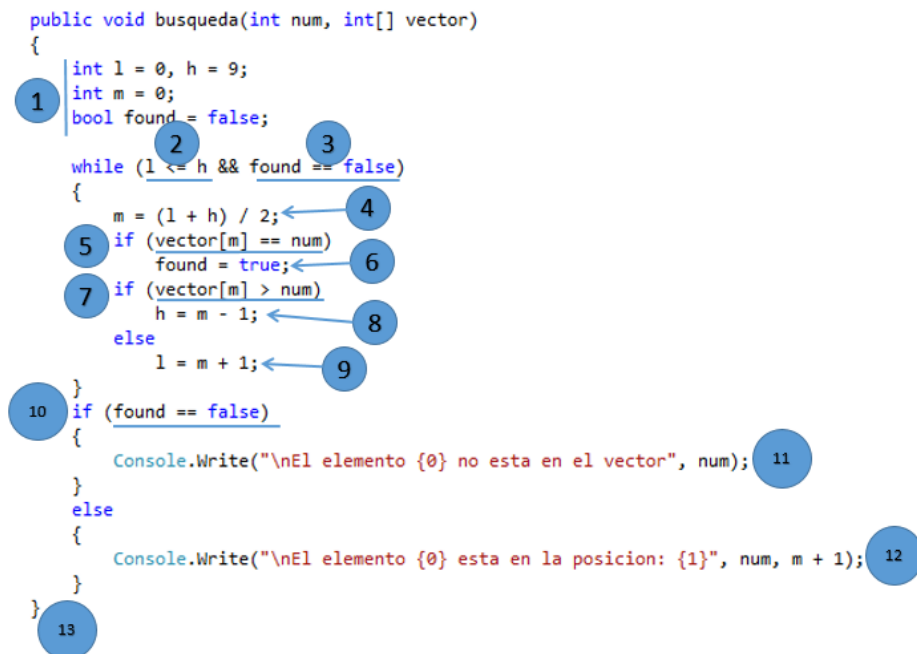 public void busqueda(int num, int[] vector)
{
int l = 0, h = 9;
1 int m = 0;
bool found = false;
2 3
while (l <= h && found == false)
{
m = (l + h) / 2; 4
5 if (vector[m] == num)
found = true; 6
7 if (vector[m] > num)
h = m - 1; 8
else
l = m + 1; 9
}
10 if (found == false)
{
Console.Write("\nEl elemento {0} no esta en el vector", num); 11
}
else
{
Console.Write("\nEl elemento {0} esta en la posicion: {1}", num, m + 1); 12
}
}
13